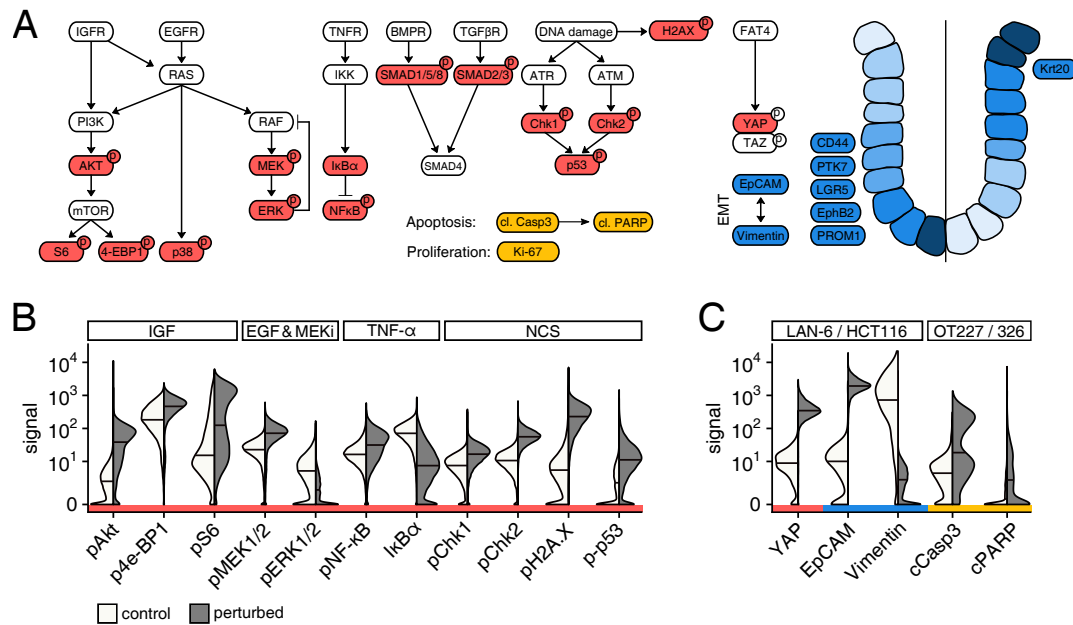 A
IGFR
EGFR
TNFR
BMPR
TGFβR
DNA damage
H2AX
p
FAT4
RAS
IKK
SMAD1/5/8
p
SMAD2/3
p
ATR
ATM
Krt20
PI3K
RAF
Chk1
p
Chk2
p
YAP
p
TAZ
p
CD44
AKT
p
MEK
p
IκBα
SMAD4
p53
p
PTK7
EpCAM
LGR5
mTOR
ERK
p
NFκB
p
EMT
Apoptosis:
cl. Casp3
cl. PARP
EphB2
Vimentin
PROM1
S6
p
4-EBP1
p
p38
p
Proliferation:
Ki-67
B
IGF
EGF & MEKi
TNF-α
NCS
signal
10⁴
10³
10²
10¹
0
pAkt
p4e-BP1
pS6
pMEK1/2
pERK1/2
pNF-κB
IκBα
pChk1
pChk2
pH2A.X
p-p53
control
perturbed
C
LAN-6 / HCT116
OT227 / 326
signal
10⁴
10³
10²
10¹
0
YAP
EpCAM
Vimentin
cCasp3
cPARP